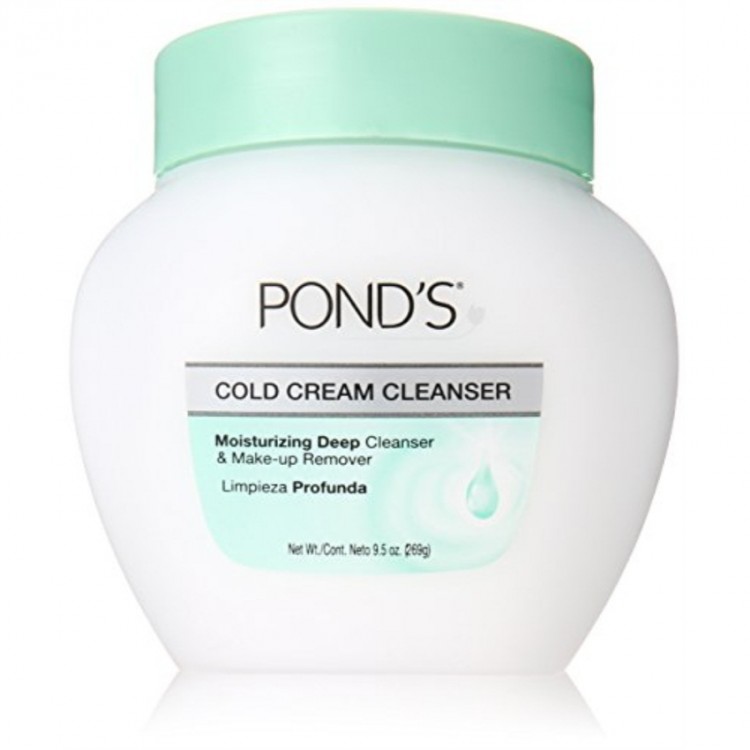 POND'S®
COLD CREAM CLEANSER
Moisturizing Deep Cleanser
& Make-up Remover
Limpieza Profunda
Net Wt./Cont. Neto 9.5 oz. (269g)